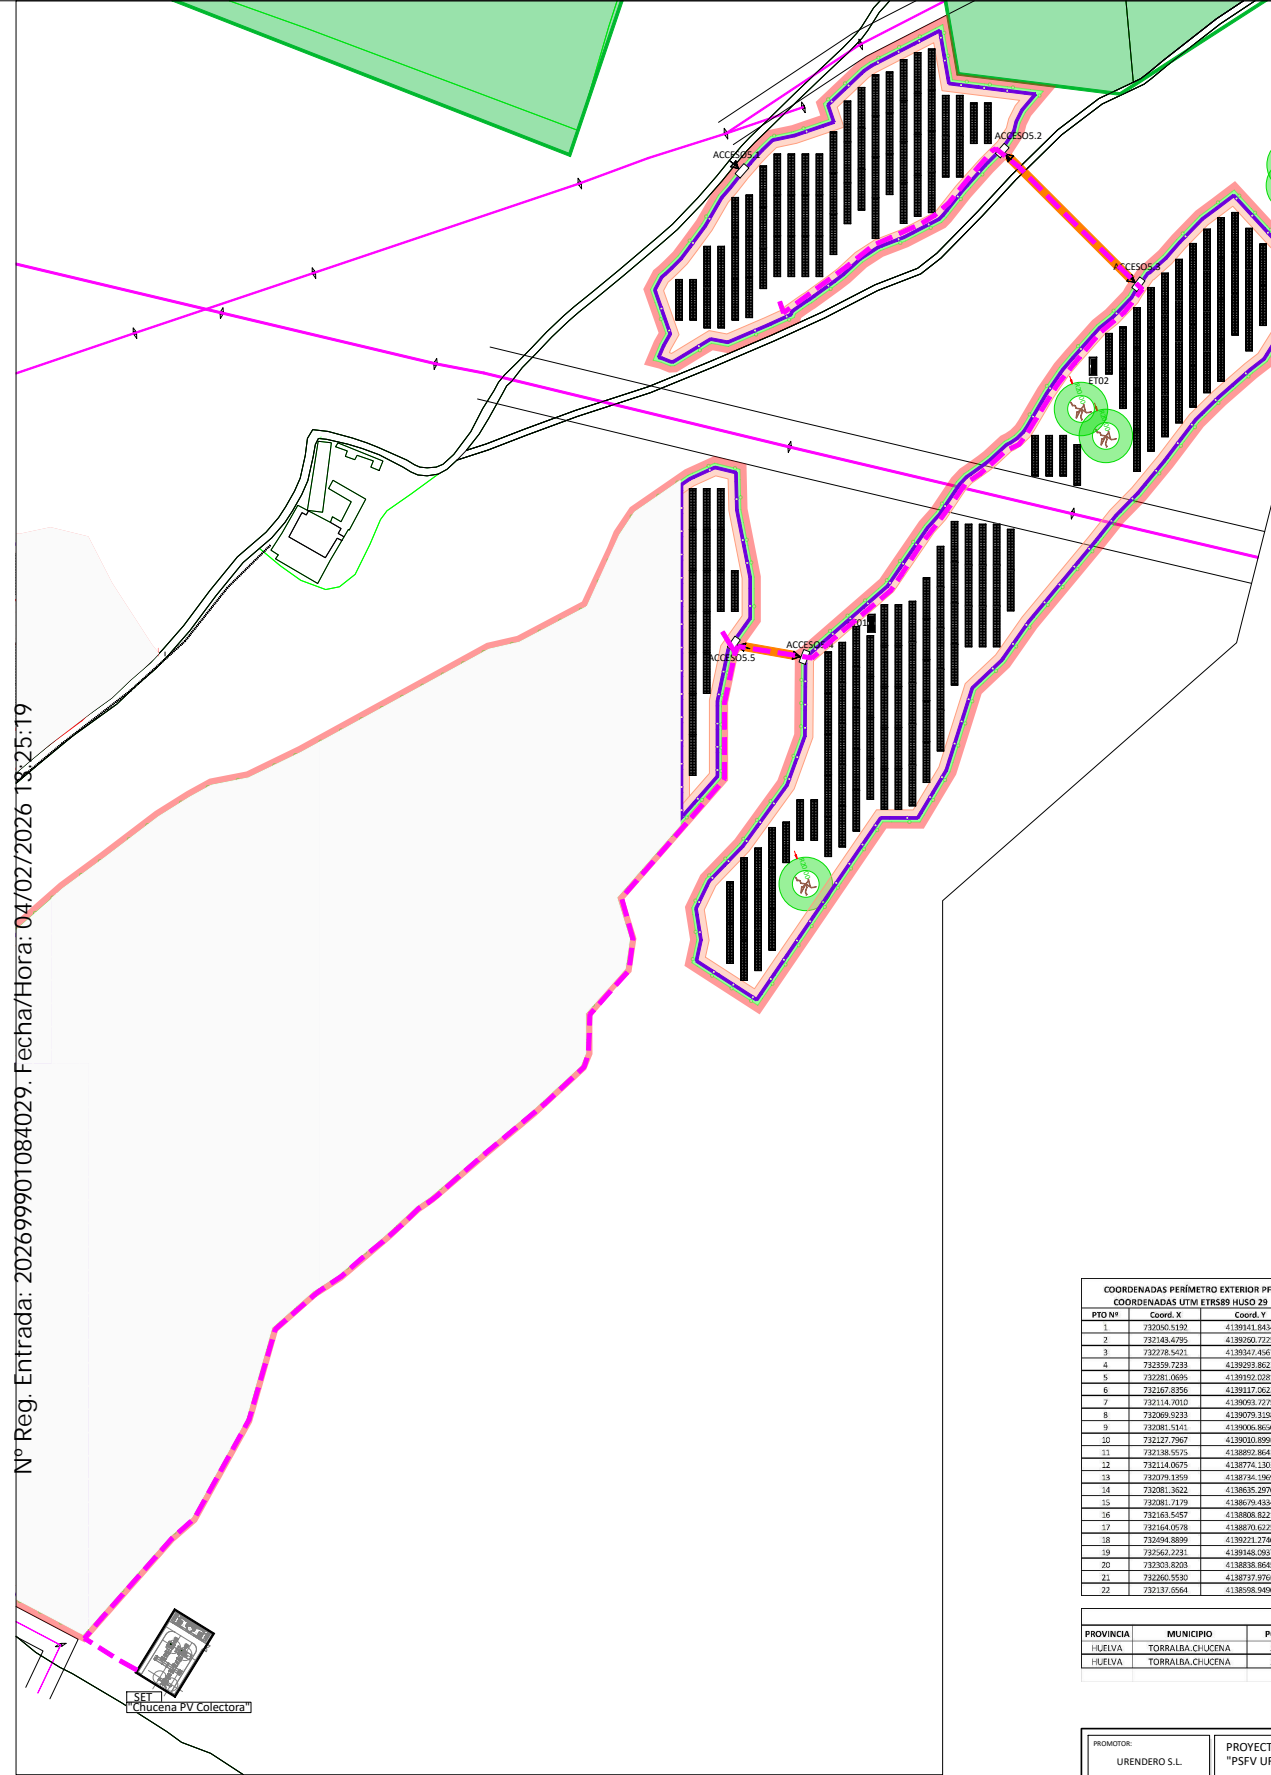 Nº Reg. Entrada: 202699901084029. Fecha/Hora: 04/02/2026 13:25:19
ACCESO5.1
ACCESO5.2
ACCESO5.3
ET02
ACCESO5.5
SET
"Chucena PV Colectora"
COORDENADAS PERÍMETRO EXTERIOR
COORDENADAS UTM ETRS89 HUSO 29
PTO Nº Coord. X Coord. Y
1 732050.5192
2 732143.4795
3 732278.5421
4 732359.7233
5 732281.0695
6 732167.8356
7 732114.7010
8 732069.9233
9 732081.5141
10 732127.7967
11 732138.5575
12 732114.0675
13 732079.1359
14 732081.3622
15 732081.7179
16 732163.5457
17 732164.0578
18 732494.8899
19 732562.2231
20 732303.8203
21 732260.5530
22 732137.6564
PROVINCIA MUNICIPIO
HUELVA TORRALBA.CHUCENA
HUELVA TORRALBA.CHUCENA
PROMOTOR:
URENDERO S.L.
PROYECT
"PSFV UR